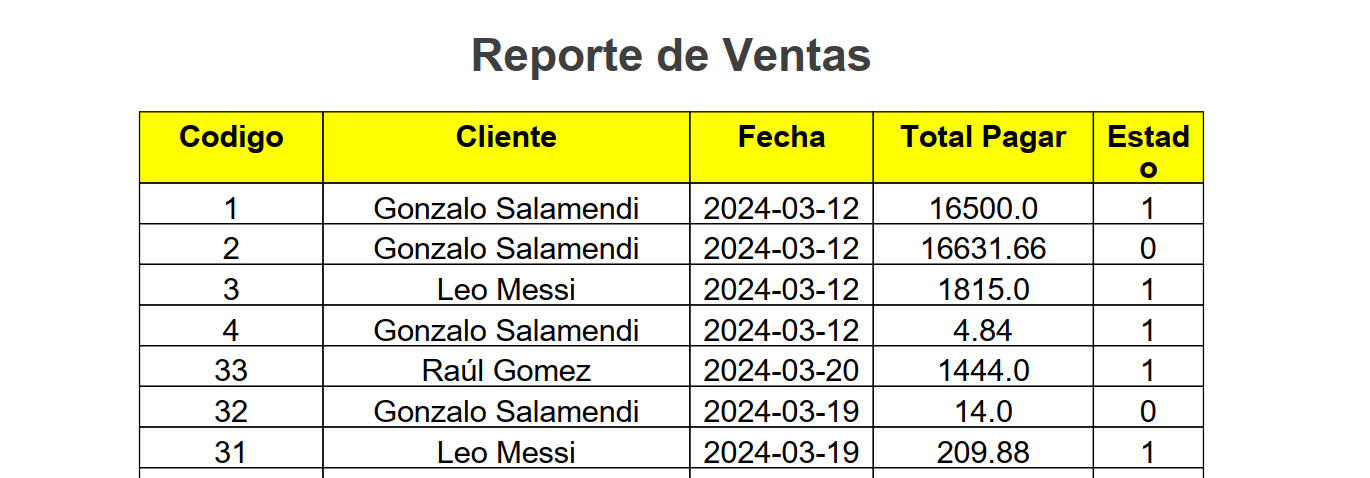 Reporte de Ventas
Codigo Cliente Fecha Total Pagar Estad
o
1 Gonzalo Salamendi 2024-03-12 16500.0 1
2 Gonzalo Salamendi 2024-03-12 16631.66 0
3 Leo Messi 2024-03-12 1815.0 1
4 Gonzalo Salamendi 2024-03-12 4.84 1
33 Raúl Gomez 2024-03-20 1444.0 1
32 Gonzalo Salamendi 2024-03-19 14.0 0
31 Leo Messi 2024-03-19 209.88 1